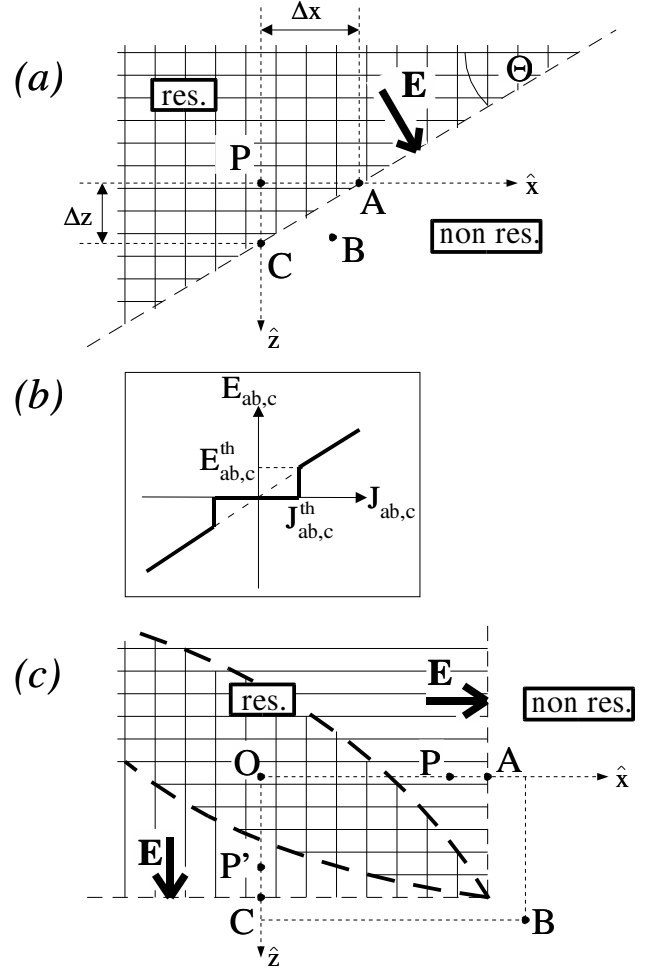 Δx
(a)
res.
E
Θ
P
x̂
Δz
A
non res.
B
C
ẑ
(b)
E_ab,c
E^th_ab,c
J_ab,c
J^th_ab,c
(c)
E
res.
non res.
O
P
A
x̂
E
P'
C
B
ẑ